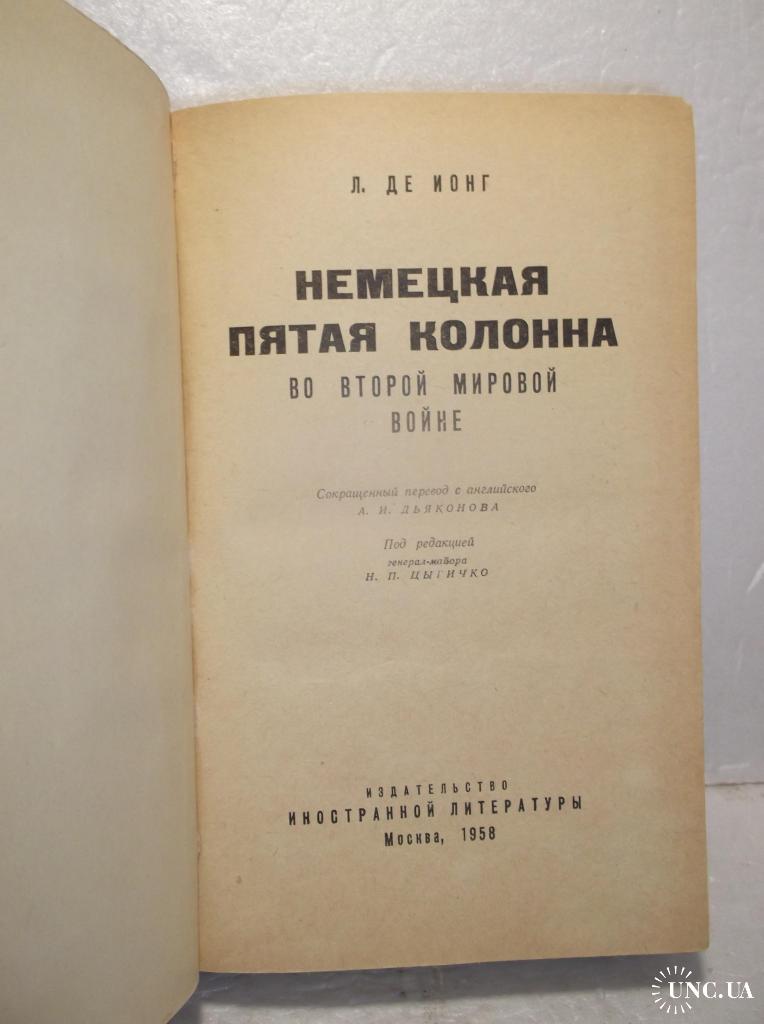 Л. ДЕ ИОНГ
НЕМЕЦКАЯ
ПЯТАЯ КОЛОННА
ВО ВТОРОЙ МИРОВОЙ
ВОЙНЕ
Сокращенный перевод с английского
А. И. ДЬЯКОНОВА
Под редакцией
генерал-майора
Н. П. ЦЫГИЧКО
ИЗДАТЕЛЬСТВО
ИНОСТРАННОЙ ЛИТЕРАТУРЫ
Москва, 1958
UNC.UA